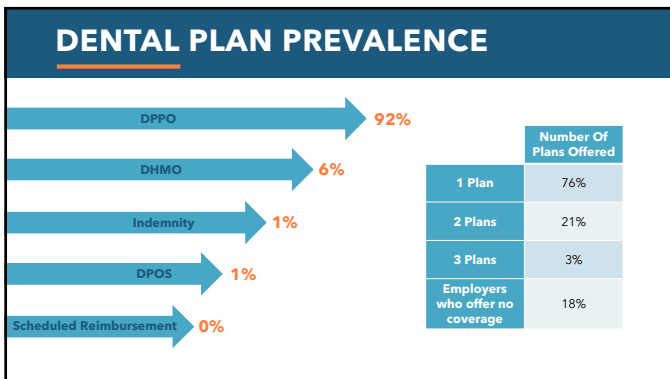 DENTAL PLAN PREVALENCE
DPPO 92%
DHMO 6%
Indemnity 1%
DPOS 1%
Scheduled Reimbursement 0%
Number Of
Plans Offered
1 Plan 76%
2 Plans 21%
3 Plans 3%
Employers
who offer no
coverage
18%